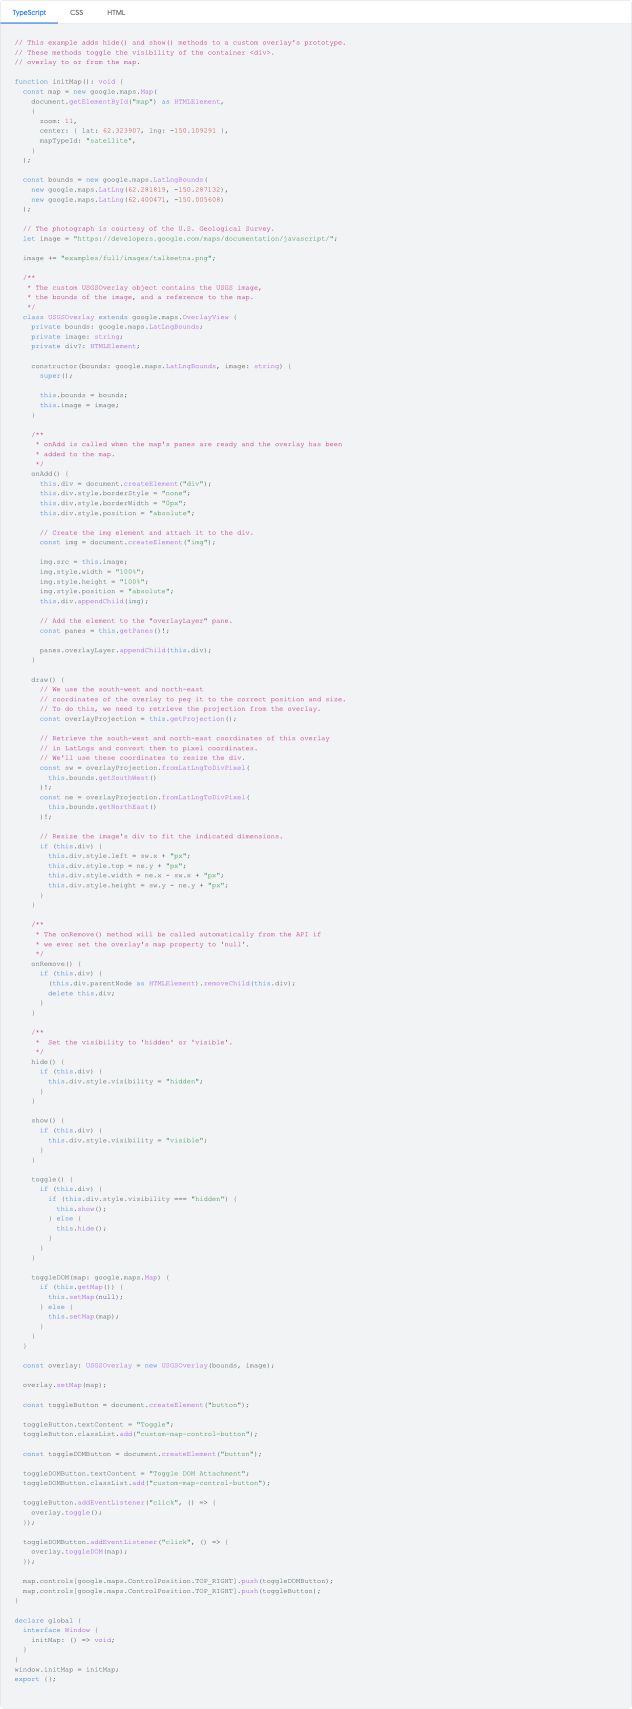 TypeScript CSS HTML
// This example adds hide() and show() methods to a custom overlay's prototype.
// These methods toggle the visibility of the container <div>.
// overlay to or from the map.
function initMap(): void {
  const map = new google.maps.Map(
    document.getElementById("map") as HTMLElement,
    {
      zoom: 11,
      center: { lat: 62.323907, lng: -150.109291 },
      mapTypeId: "satellite",
    }
  );
  const bounds = new google.maps.LatLngBounds(
    new google.maps.LatLng(62.281819, -150.287132),
    new google.maps.LatLng(62.400471, -150.005608)
  );
  // The photograph is courtesy of the U.S. Geological Survey.
  let image = "https://developers.google.com/maps/documentation/javascript/";
  image += "examples/full/images/talkeetna.png";
  /**
   * The custom USGSOverlay object contains the USGS image,
   * the bounds of the image, and a reference to the map.
   */
  class USGSOverlay extends google.maps.OverlayView {
    private bounds: google.maps.LatLngBounds;
    private image: string;
    private div?: HTMLElement;
    constructor(bounds: google.maps.LatLngBounds, image: string) {
      super();
      this.bounds = bounds;
      this.image = image;
    }
    /**
     * onAdd is called when the map's panes are ready and the overlay has been
     * added to the map.
     */
    onAdd() {
      this.div = document.createElement("div");
      this.div.style.borderStyle = "none";
      this.div.style.borderWidth = "0px";
      this.div.style.position = "absolute";
      // Create the img element and attach it to the div.
      const img = document.createElement("img");
      img.src = this.image;
      img.style.width = "100%";
      img.style.height = "100%";
      img.style.position = "absolute";
      this.div.appendChild(img);
      // Add the element to the "overlayLayer" pane.
      const panes = this.getPanes()!;
      panes.overlayLayer.appendChild(this.div);
    }
    draw() {
      // We use the south-west and north-east
      // coordinates of the overlay to peg it to the correct position and size.
      // To do this, we need to retrieve the projection from the overlay.
      const overlayProjection = this.getProjection();
      // Retrieve the south-west and north-east coordinates of this overlay
      // in LatLngs and convert them to pixel coordinates.
      // We'll use these coordinates to resize the div.
      const sw = overlayProjection.fromLatLngToDivPixel(
        this.bounds.getSouthWest()
      )!;
      const ne = overlayProjection.fromLatLngToDivPixel(
        this.bounds.getNorthEast()
      )!;
      // Resize the image's div to fit the indicated dimensions.
      if (this.div) {
        this.div.style.left = sw.x + "px";
        this.div.style.top = ne.y + "px";
        this.div.style.width = ne.x - sw.x + "px";
        this.div.style.height = sw.y - ne.y + "px";
      }
    }
    /**
     * The onRemove() method will be called automatically from the API if
     * we ever set the overlay's map property to 'null'.
     */
    onRemove() {
      if (this.div) {
        (this.div.parentNode as HTMLElement).removeChild(this.div);
        delete this.div;
      }
    }
    /**
     *  Set the visibility to 'hidden' or 'visible'.
     */
    hide() {
      if (this.div) {
        this.div.style.visibility = "hidden";
      }
    }
    show() {
      if (this.div) {
        this.div.style.visibility = "visible";
      }
    }
    toggle() {
      if (this.div) {
        if (this.div.style.visibility === "hidden") {
          this.show();
        } else {
          this.hide();
        }
      }
    }
    toggleDOM(map: google.maps.Map) {
      if (this.getMap()) {
        this.setMap(null);
      } else {
        this.setMap(map);
      }
    }
  }
  const overlay: USGSOverlay = new USGSOverlay(bounds, image);
  overlay.setMap(map);
  const toggleButton = document.createElement("button");
  toggleButton.textContent = "Toggle";
  toggleButton.classList.add("custom-map-control-button");
  const toggleDOMButton = document.createElement("button");
  toggleDOMButton.textContent = "Toggle DOM Attachment";
  toggleDOMButton.classList.add("custom-map-control-button");
  toggleButton.addEventListener("click", () => {
    overlay.toggle();
  });
  toggleDOMButton.addEventListener("click", () => {
    overlay.toggleDOM(map);
  });
  map.controls[google.maps.ControlPosition.TOP_RIGHT].push(toggleDOMButton);
  map.controls[google.maps.ControlPosition.TOP_RIGHT].push(toggleButton);
}
declare global {
  interface Window {
    initMap: () => void;
  }
}
window.initMap = initMap;
export {};